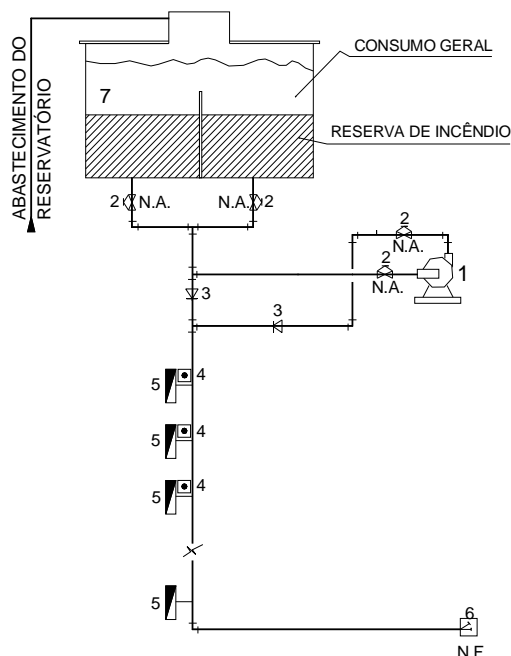 CONSUMO GERAL
7
RESERVA DE INCÊNDIO
ABASTECIMENTO DO
RESERVATÓRIO
2 N.A. N.A. 2
2
N.A.
2
N.A.
1
3
3
5 4
5 4
5 4
5
6
N.F.